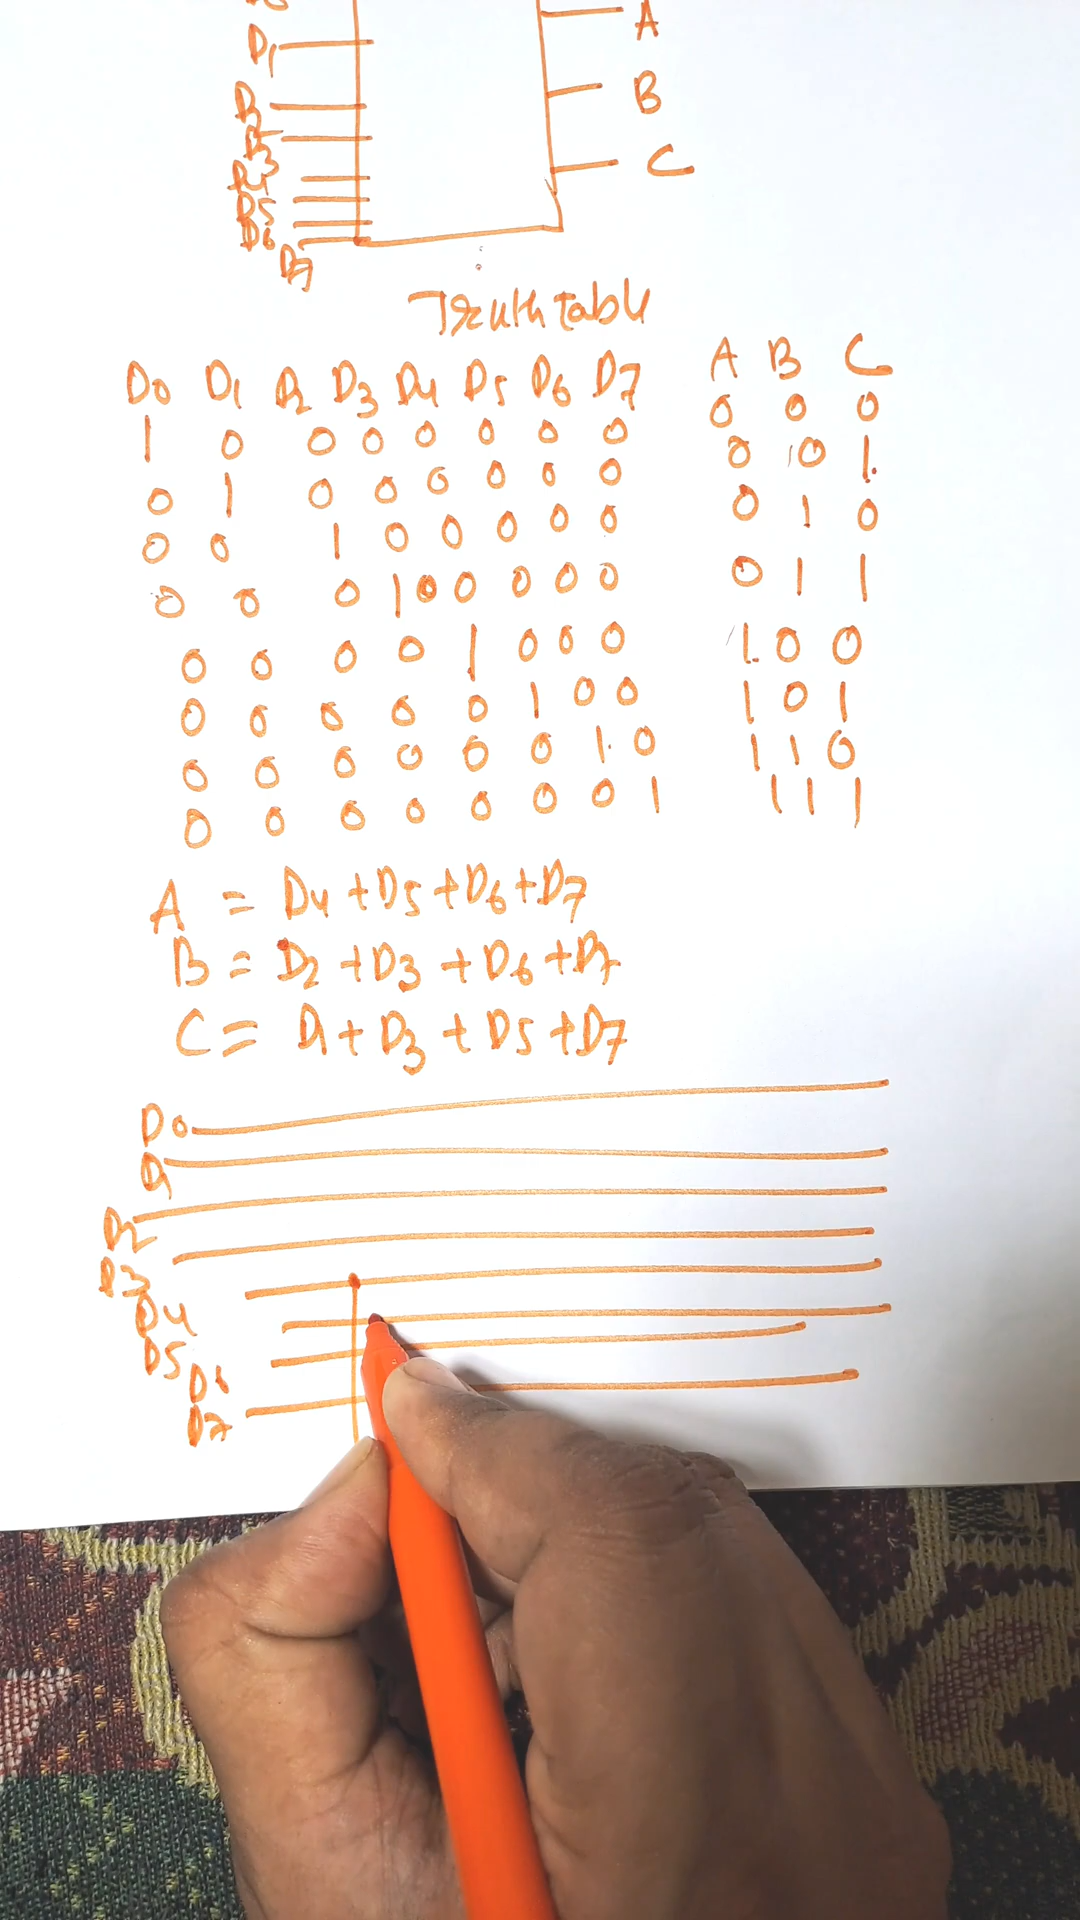 A
D1
B
D2
D3
C
D4
D5
D6
D7
Truth table
D0 D1 D2 D3 D4 D5 D6 D7 A B C
1 0 0 0 0 0 0 0 0 0 0
0 1 0 0 0 0 0 0 0 0 1
0 0 1 0 0 0 0 0 0 1 0
0 0 0 1 0 0 0 0 0 0 1 1
0 0 0 0 1 0 0 0 1 0 0
0 0 0 0 0 1 0 0 1 0 1
0 0 0 0 0 0 1 0 1 1 0
0 0 0 0 0 0 0 1 1 1 1
A = D4 + D5 + D6 + D7
B = D2 + D3 + D6 + D7
C = D1 + D3 + D5 + D7
D0
D1
D2
D3
D4
D5
D6
D7